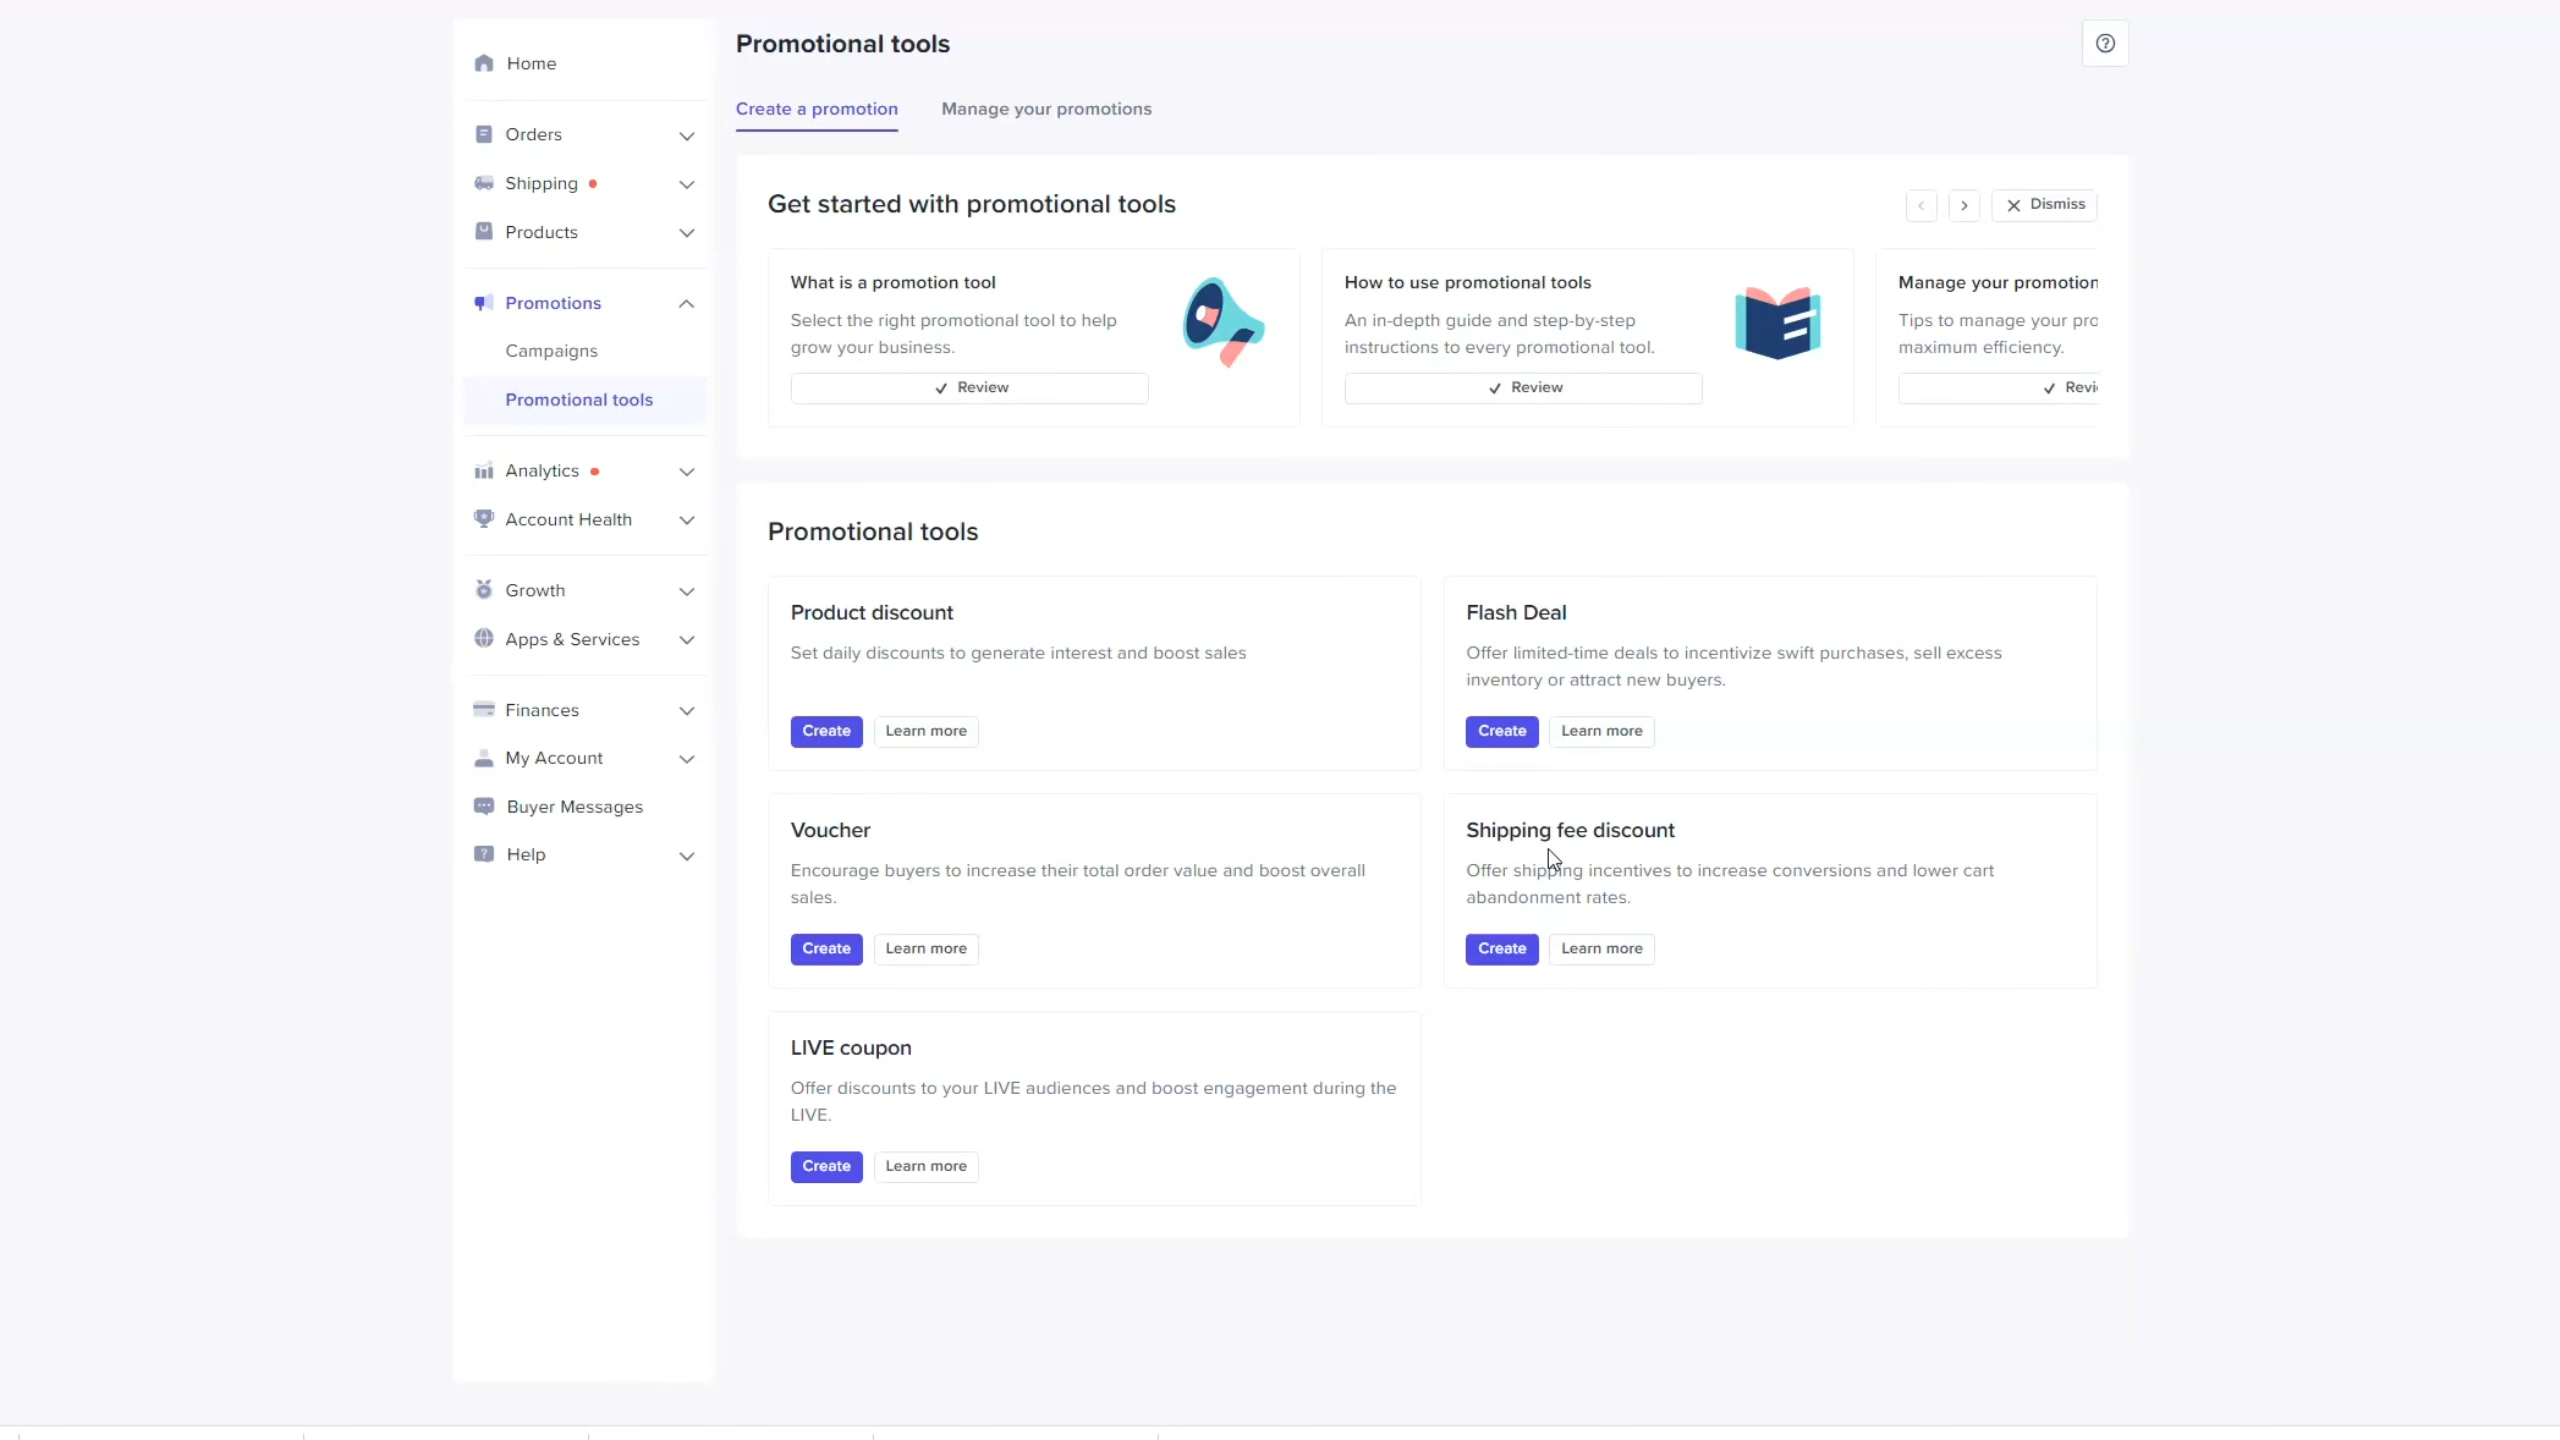 Home
Orders
Shipping
Products
Promotions
Campaigns
Promotional tools
Analytics
Account Health
Growth
Apps & Services
Finances
My Account
Buyer Messages
Help
Promotional tools
Create a promotion
Manage your promotions
Get started with promotional tools
Dismiss
What is a promotion tool
Select the right promotional tool to help
grow your business.
Review
How to use promotional tools
An in-depth guide and step-by-step
instructions to every promotional tool.
Review
Manage your promotion
Tips to manage your pro
maximum efficiency.
Revi
Promotional tools
Product discount
Set daily discounts to generate interest and boost sales
Create
Learn more
Flash Deal
Offer limited-time deals to incentivize swift purchases, sell excess
inventory or attract new buyers.
Create
Learn more
Voucher
Encourage buyers to increase their total order value and boost overall
sales.
Create
Learn more
Shipping fee discount
Offer shipping incentives to increase conversions and lower cart
abandonment rates.
Create
Learn more
LIVE coupon
Offer discounts to your LIVE audiences and boost engagement during the
LIVE.
Create
Learn more